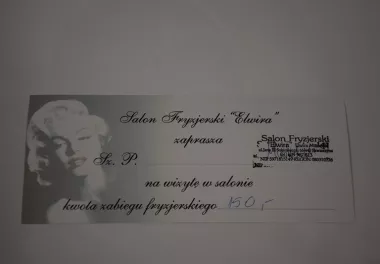 Salon Fryzjerski "Elwira"
zaprasza
Sz. P.
Salon Fryzjerski
na wizytę w salonie
kwota zabiegu fryzjerskiego 150,-